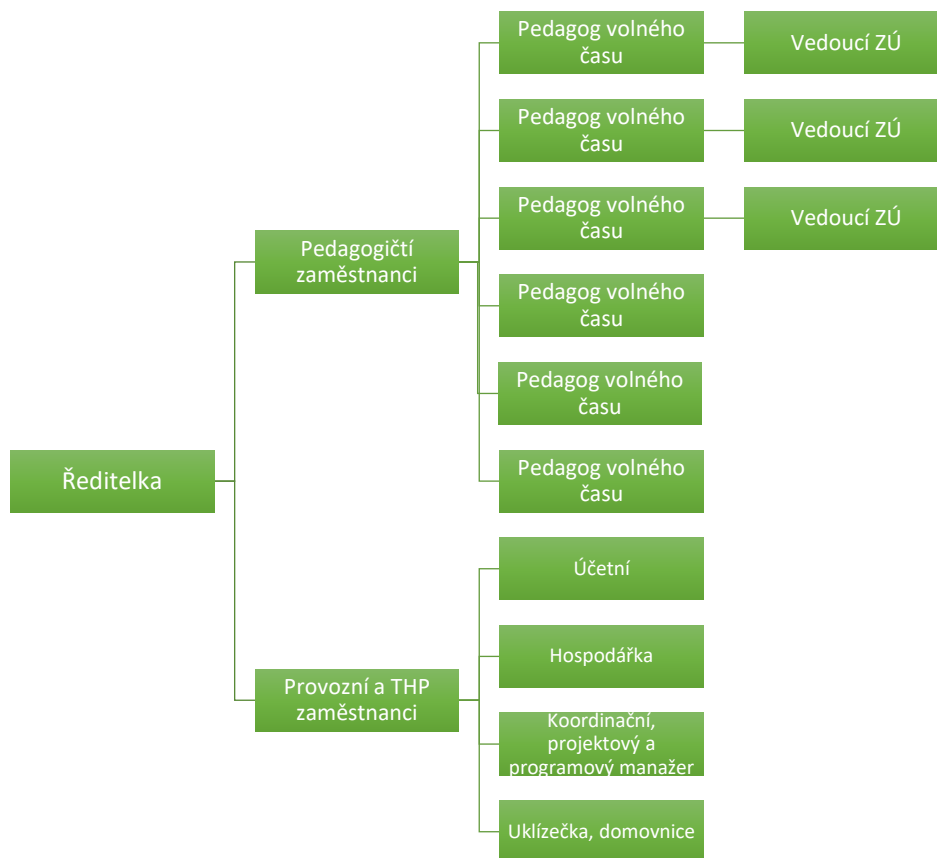 Pedagog volného
času
Vedoucí ZÚ
Pedagog volného
času
Vedoucí ZÚ
Pedagog volného
času
Vedoucí ZÚ
Pedagogičtí
zaměstnanci
Pedagog volného
času
Pedagog volného
času
Ředitelka
Pedagog volného
času
Účetní
Hospodářka
Provozní a THP
zaměstnanci
Koordinační,
projektový a
programový manažer
Uklízečka, domovnice